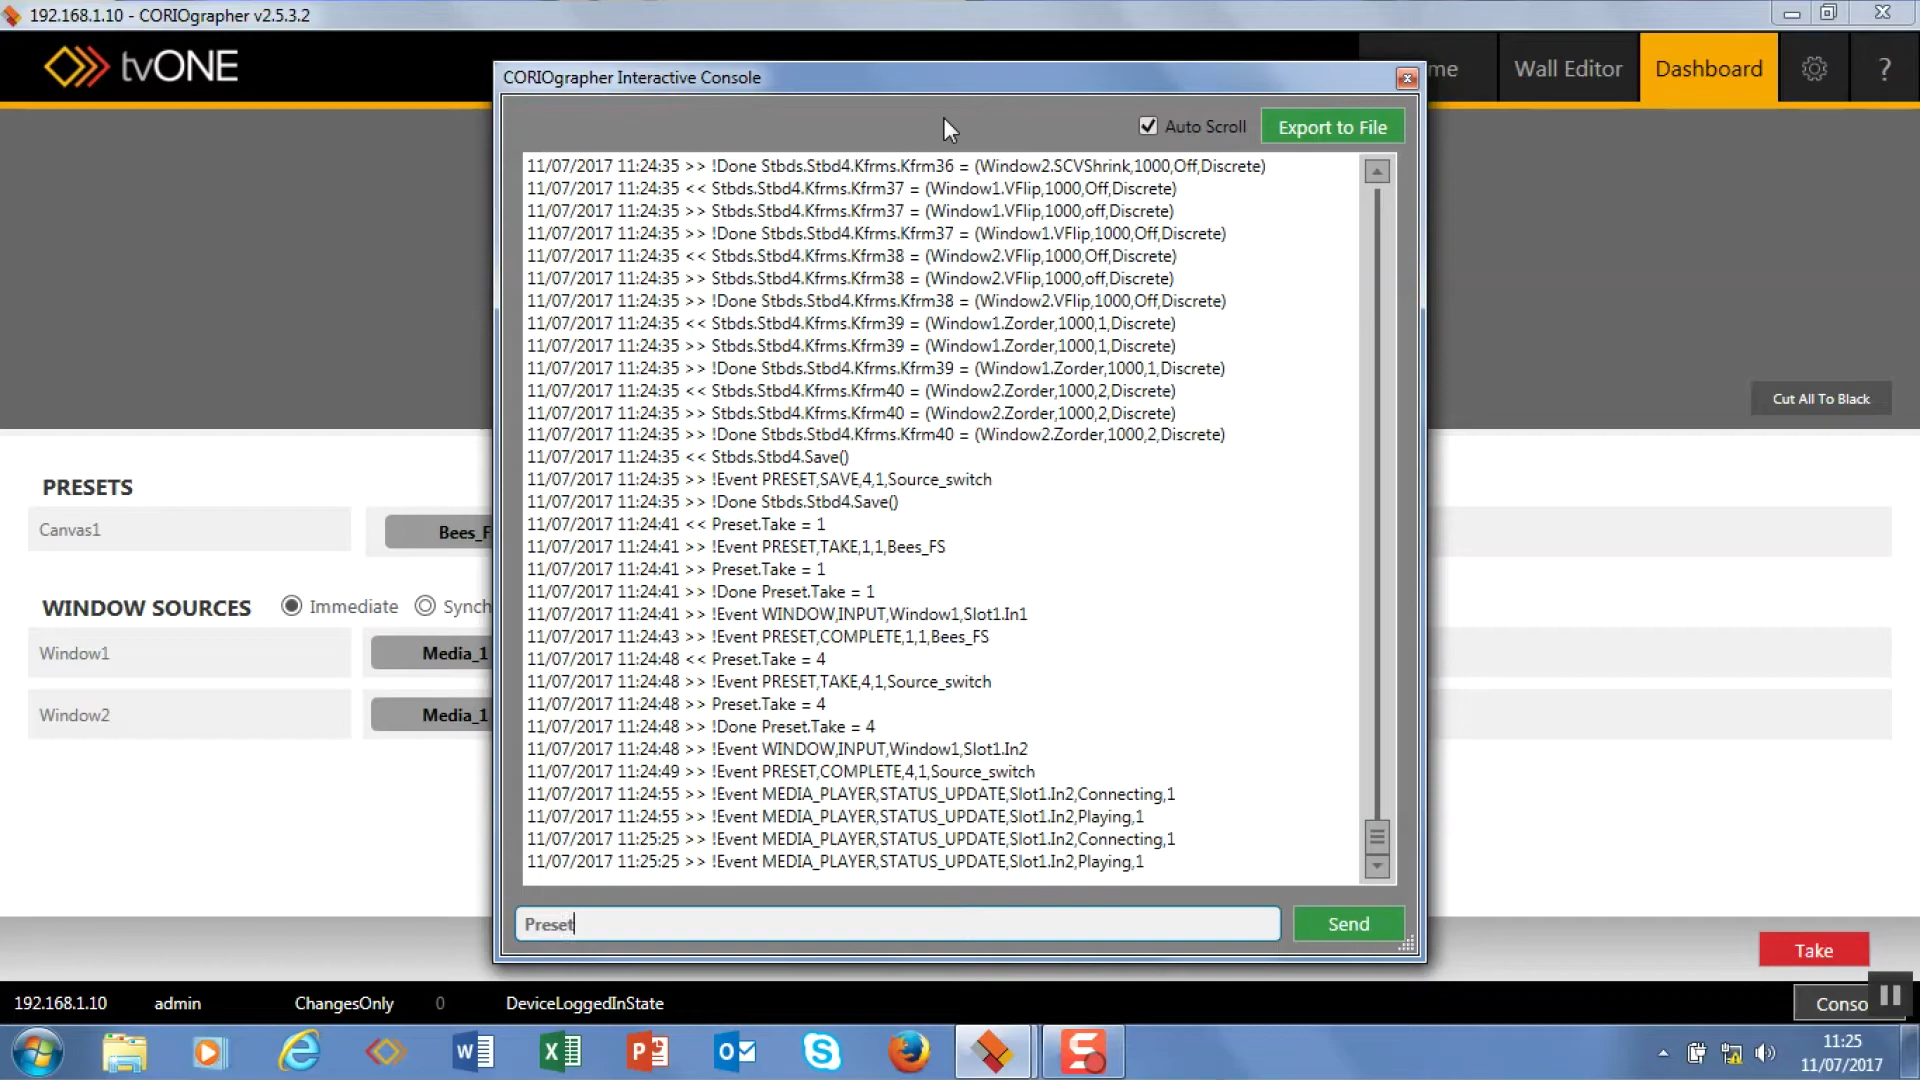 192.168.1.10 - CORIOgrapher v2.5.3.2
tvONE
me
Wall Editor
Dashboard
?
CORIOgrapher Interactive Console
Auto Scroll
Export to File
11/07/2017 11:24:35 >> !Done Stbds.Stbd4.Kfrms.Kfrm36 = (Window2.SCVShrink,1000,Off,Discrete)
11/07/2017 11:24:35 << Stbds.Stbd4.Kfrms.Kfrm37 = (Window1.VFlip,1000,Off,Discrete)
11/07/2017 11:24:35 >> Stbds.Stbd4.Kfrms.Kfrm37 = (Window1.VFlip,1000,off,Discrete)
11/07/2017 11:24:35 >> !Done Stbds.Stbd4.Kfrms.Kfrm37 = (Window1.VFlip,1000,Off,Discrete)
11/07/2017 11:24:35 << Stbds.Stbd4.Kfrms.Kfrm38 = (Window2.VFlip,1000,Off,Discrete)
11/07/2017 11:24:35 >> Stbds.Stbd4.Kfrms.Kfrm38 = (Window2.VFlip,1000,off,Discrete)
11/07/2017 11:24:35 >> !Done Stbds.Stbd4.Kfrms.Kfrm38 = (Window2.VFlip,1000,Off,Discrete)
11/07/2017 11:24:35 << Stbds.Stbd4.Kfrms.Kfrm39 = (Window1.Zorder,1000,1,Discrete)
11/07/2017 11:24:35 >> Stbds.Stbd4.Kfrms.Kfrm39 = (Window1.Zorder,1000,1,Discrete)
11/07/2017 11:24:35 >> !Done Stbds.Stbd4.Kfrms.Kfrm39 = (Window1.Zorder,1000,1,Discrete)
11/07/2017 11:24:35 << Stbds.Stbd4.Kfrms.Kfrm40 = (Window2.Zorder,1000,2,Discrete)
11/07/2017 11:24:35 >> Stbds.Stbd4.Kfrms.Kfrm40 = (Window2.Zorder,1000,2,Discrete)
11/07/2017 11:24:35 >> !Done Stbds.Stbd4.Kfrms.Kfrm40 = (Window2.Zorder,1000,2,Discrete)
11/07/2017 11:24:35 << Stbds.Stbd4.Save()
11/07/2017 11:24:35 >> !Event PRESET,SAVE,4,1,Source_switch
11/07/2017 11:24:35 >> !Done Stbds.Stbd4.Save()
11/07/2017 11:24:41 << Preset.Take = 1
11/07/2017 11:24:41 >> !Event PRESET,TAKE,1,1,Bees_FS
11/07/2017 11:24:41 >> Preset.Take = 1
11/07/2017 11:24:41 >> !Done Preset.Take = 1
11/07/2017 11:24:41 >> !Event WINDOW,INPUT,Window1,Slot1.In1
11/07/2017 11:24:43 >> !Event PRESET,COMPLETE,1,1,Bees_FS
11/07/2017 11:24:48 << Preset.Take = 4
11/07/2017 11:24:48 >> !Event PRESET,TAKE,4,1,Source_switch
11/07/2017 11:24:48 >> Preset.Take = 4
11/07/2017 11:24:48 >> !Done Preset.Take = 4
11/07/2017 11:24:48 >> !Event WINDOW,INPUT,Window1,Slot1.In2
11/07/2017 11:24:49 >> !Event PRESET,COMPLETE,4,1,Source_switch
11/07/2017 11:24:55 >> !Event MEDIA_PLAYER,STATUS_UPDATE,Slot1.In2,Connecting,1
11/07/2017 11:24:55 >> !Event MEDIA_PLAYER,STATUS_UPDATE,Slot1.In2,Playing,1
11/07/2017 11:25:25 >> !Event MEDIA_PLAYER,STATUS_UPDATE,Slot1.In2,Connecting,1
11/07/2017 11:25:25 >> !Event MEDIA_PLAYER,STATUS_UPDATE,Slot1.In2,Playing,1
Preset
Send
Cut All To Black
PRESETS
Canvas1
Bees_F
WINDOW SOURCES
Immediate
Synch
Window1
Media_1
Window2
Media_1
Take
192.168.1.10
admin
ChangesOnly
0
DeviceLoggedInState
Conso
11:25
11/07/2017